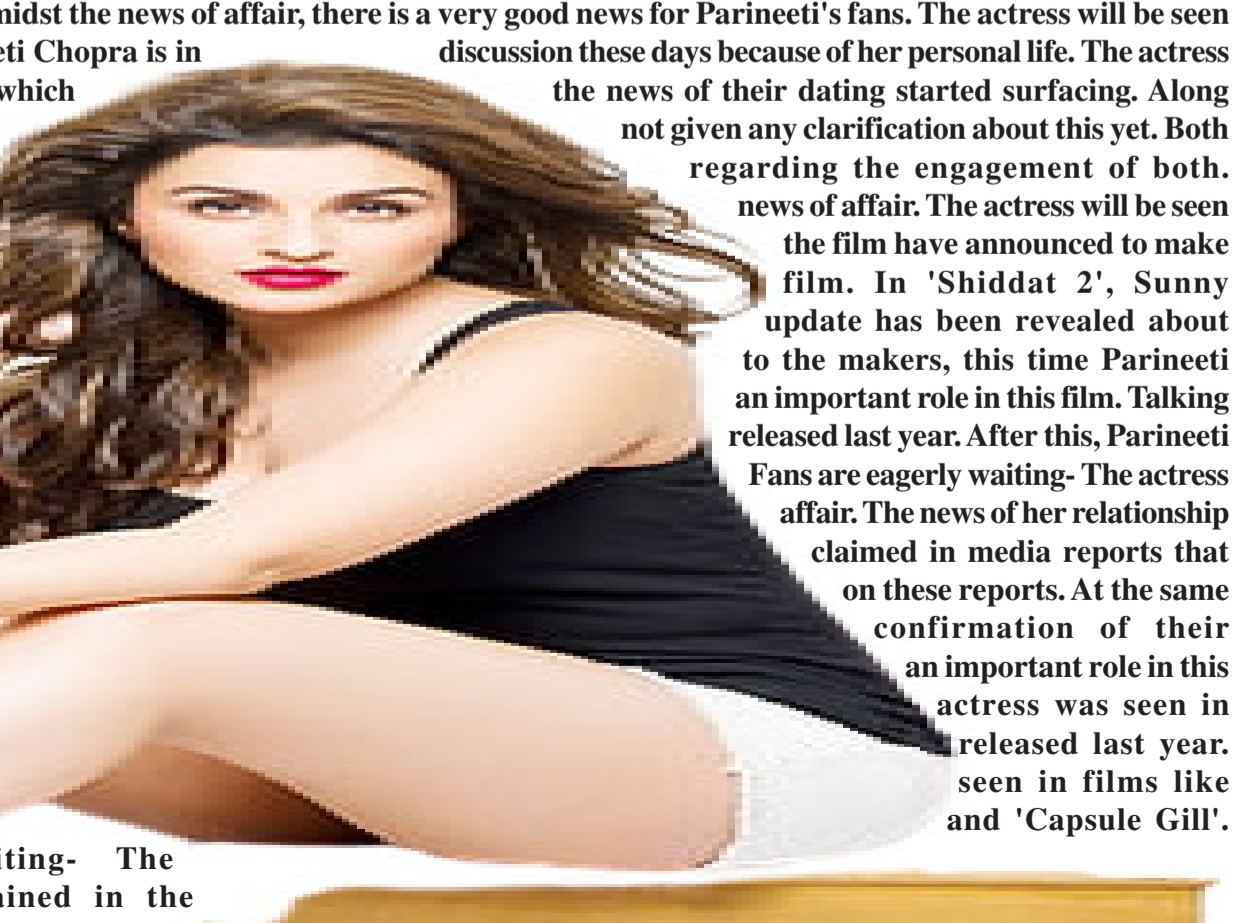 midst the news of affair, there is a very good news for Parineeti's fans. The actress will be seen
eti Chopra is in discussion these days because of her personal life. The actress
which the news of their dating started surfacing. Along
not given any clarification about this yet. Both
regarding the engagement of both.
news of affair. The actress will be seen
the film have announced to make
film. In 'Shiddat 2', Sunny
update has been revealed about
to the makers, this time Parineeti
an important role in this film. Talking
released last year. After this, Parineeti
Fans are eagerly waiting- The actress
affair. The news of her relationship
claimed in media reports that
on these reports. At the same
confirmation of their
an important role in this
actress was seen in
released last year.
seen in films like
and 'Capsule Gill'.
iting- The
ained in the